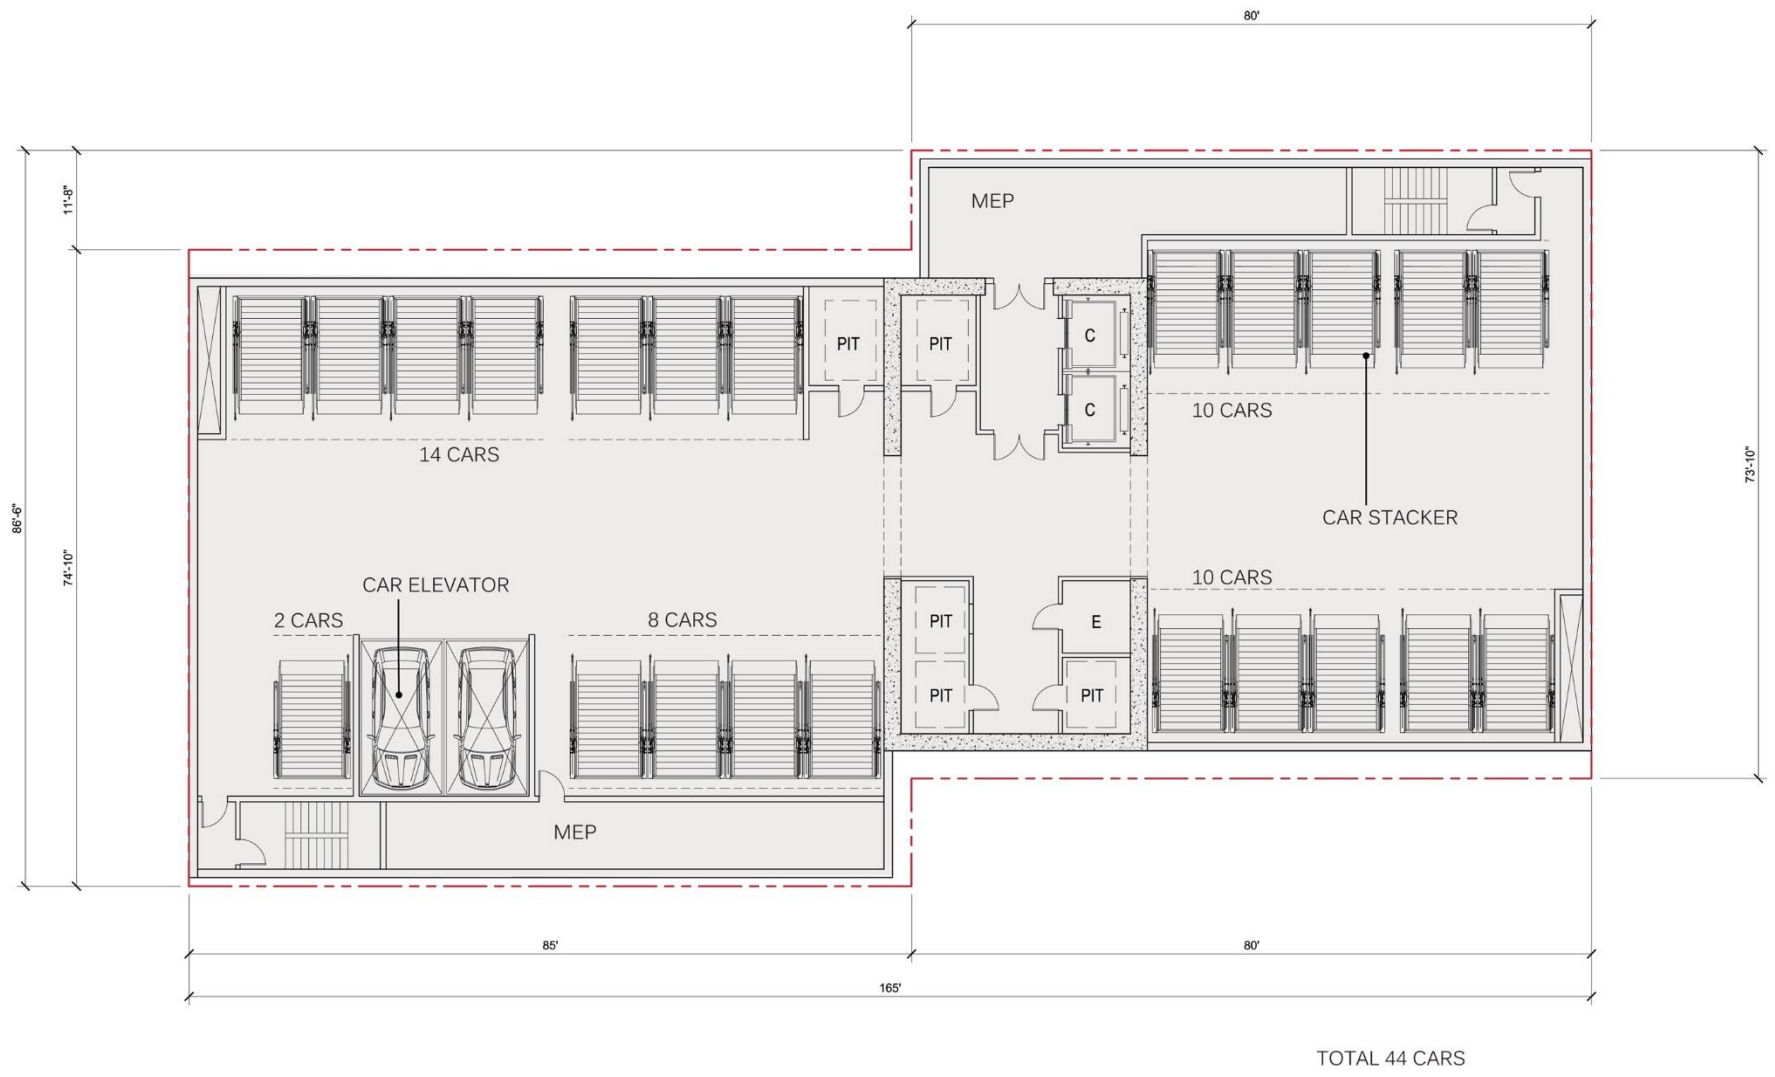 80'
MEP
11'-8"
PIT
PIT
C
C
10 CARS
14 CARS
73'-10"
CAR STACKER
86'-6"
74'-10"
CAR ELEVATOR
10 CARS
2 CARS
8 CARS
PIT
E
PIT
PIT
MEP
85'
80'
165'
TOTAL 44 CARS